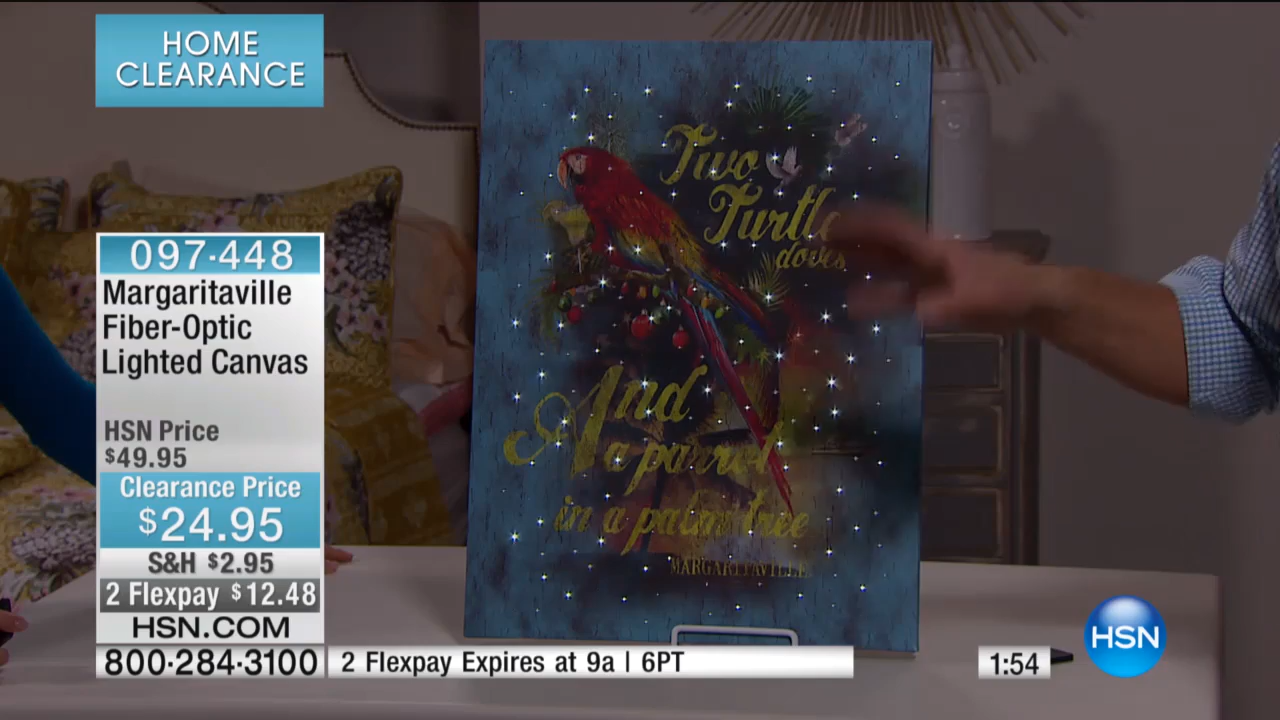 HOME
CLEARANCE
097·448
Margaritaville
Fiber-Optic
Lighted Canvas
HSN Price
$49.95
Clearance Price
$24.95
S&H $2.95
2 Flexpay $12.48
HSN.COM
800·284·3100
2 Flexpay Expires at 9a | 6PT
1:54
HSN
Two
Turtle
doves
And
a parrot
in a palm tree
MARGARITAVILLE